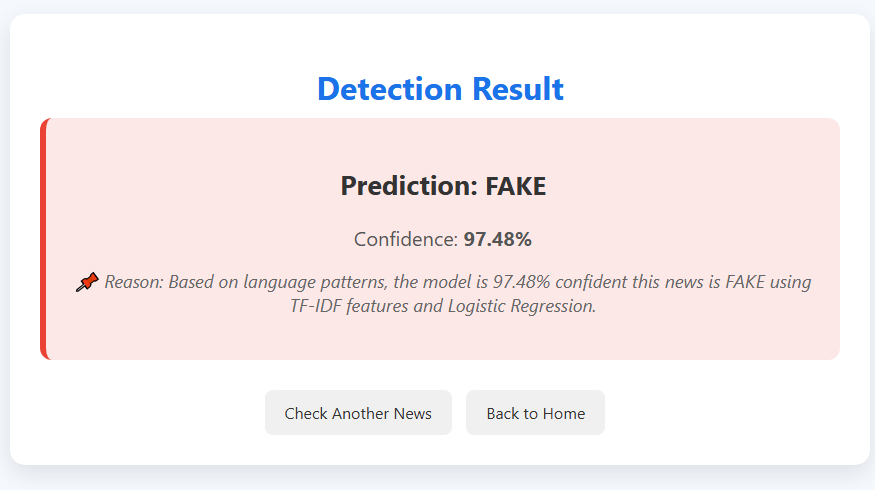 Detection Result
Prediction: FAKE
Confidence: 97.48%
📌 Reason: Based on language patterns, the model is 97.48% confident this news is FAKE using
TF-IDF features and Logistic Regression.
Check Another News
Back to Home